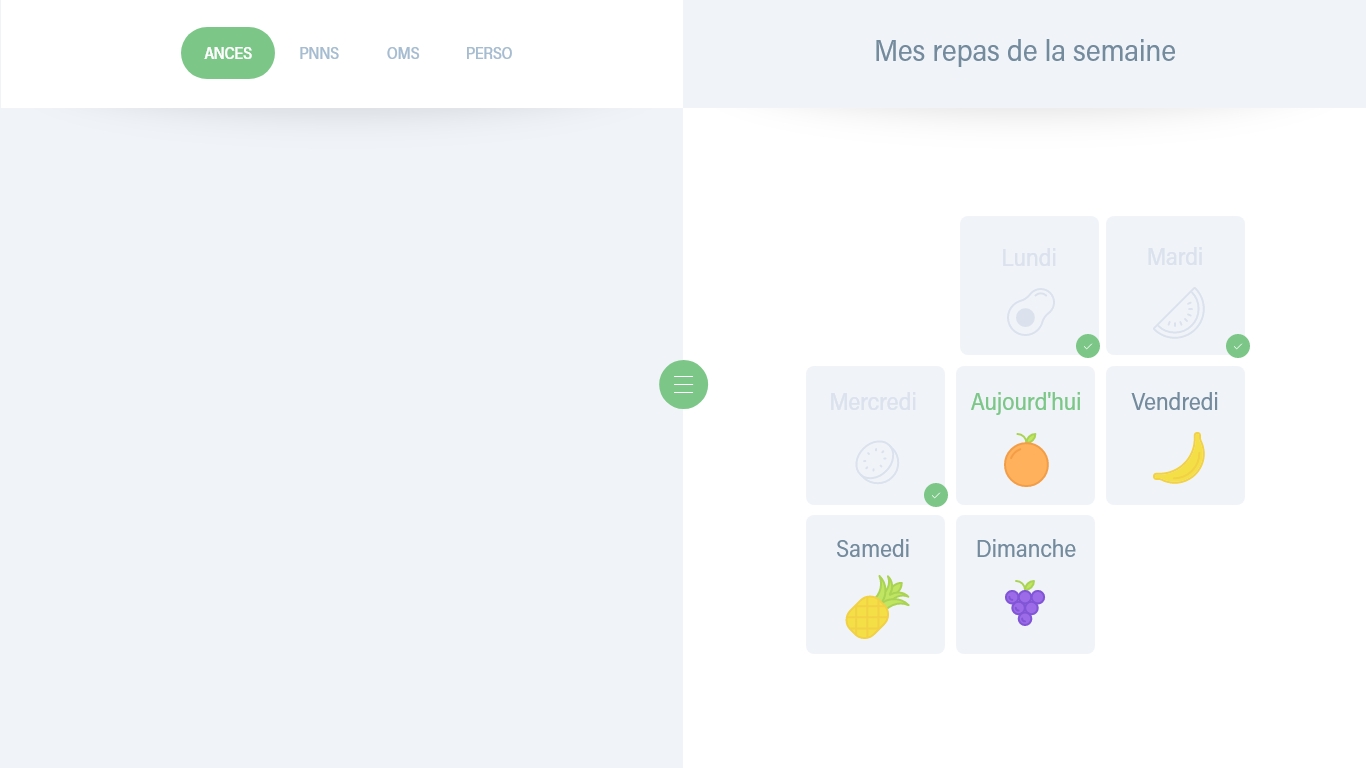 ANCES
PNNS
OMS
PERSO
Mes repas de la semaine
Lundi
Mardi
Mercredi
Aujourd'hui
Vendredi
Samedi
Dimanche